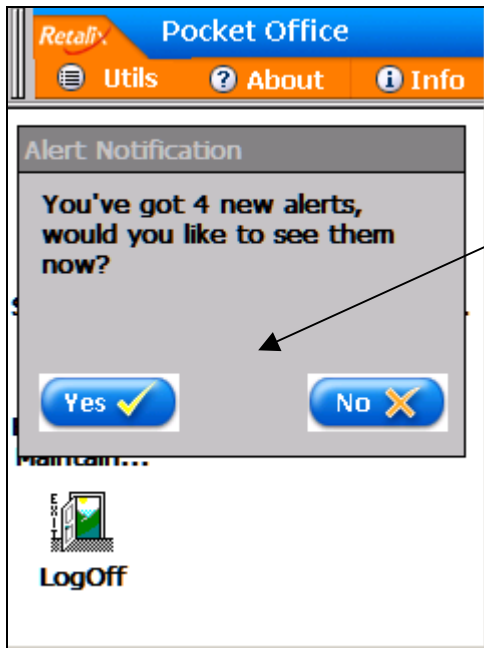 Retalix Pocket Office
Utils About Info
Alert Notification
You've got 4 new alerts,
would you like to see them
now?
Yes No
Maintain...
EXIT
LogOff